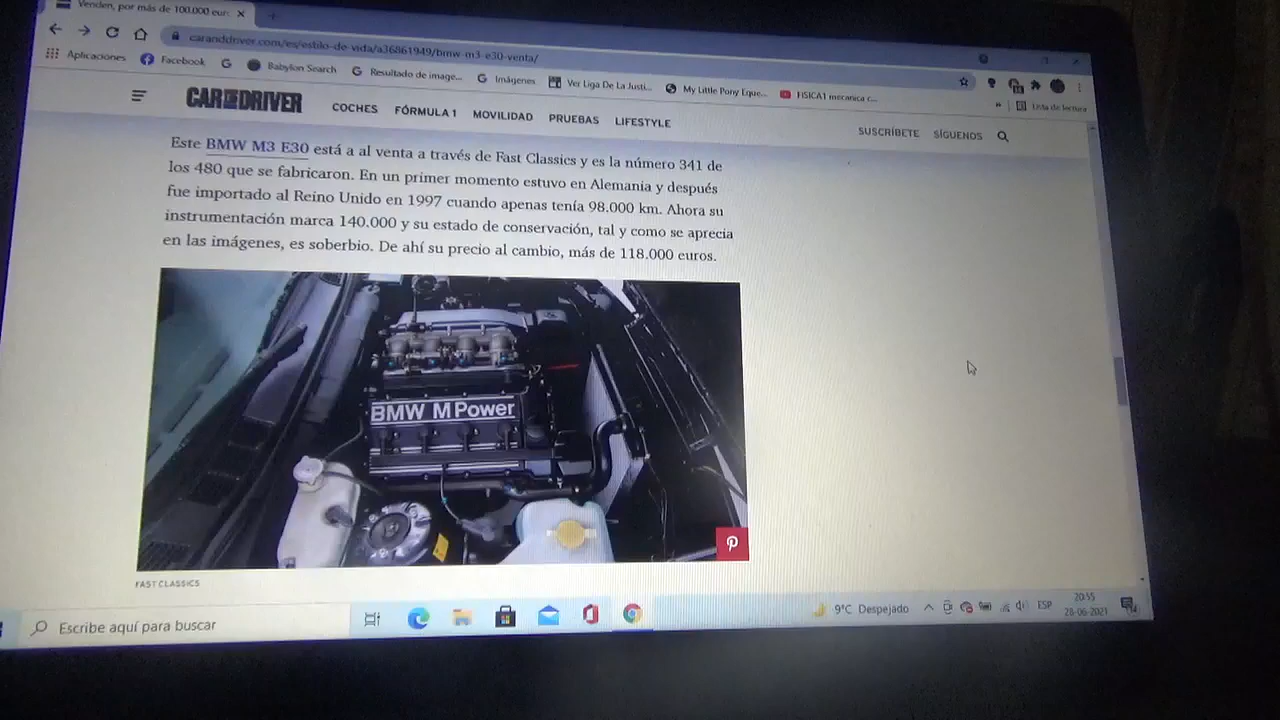 Venden, por más de 100.000 eur
caranddriver.com/es/estilo-de-vida/a36861949/bmw-m3-e30-venta/
Aplicaciones Facebook Babylon Search Resultado de image... Imágenes Ver Liga De La Justi... My Little Pony Eque... FISICA1 mecanica c...
» Lista de lectura
CAR AND DRIVER COCHES FÓRMULA 1 MOVILIDAD PRUEBAS LIFESTYLE SUSCRÍBETE SÍGUENOS
Este BMW M3 E30 está a al venta a través de Fast Classics y es la número 341 de
los 480 que se fabricaron. En un primer momento estuvo en Alemania y después
fue importado al Reino Unido en 1997 cuando apenas tenía 98.000 km. Ahora su
instrumentación marca 140.000 y su estado de conservación, tal y como se aprecia
en las imágenes, es soberbio. De ahí su precio al cambio, más de 118.000 euros.
BMW M Power
FAST CLASSICS
Escribe aquí para buscar
9°C Despejado
ESP
20:55
28-06-2021